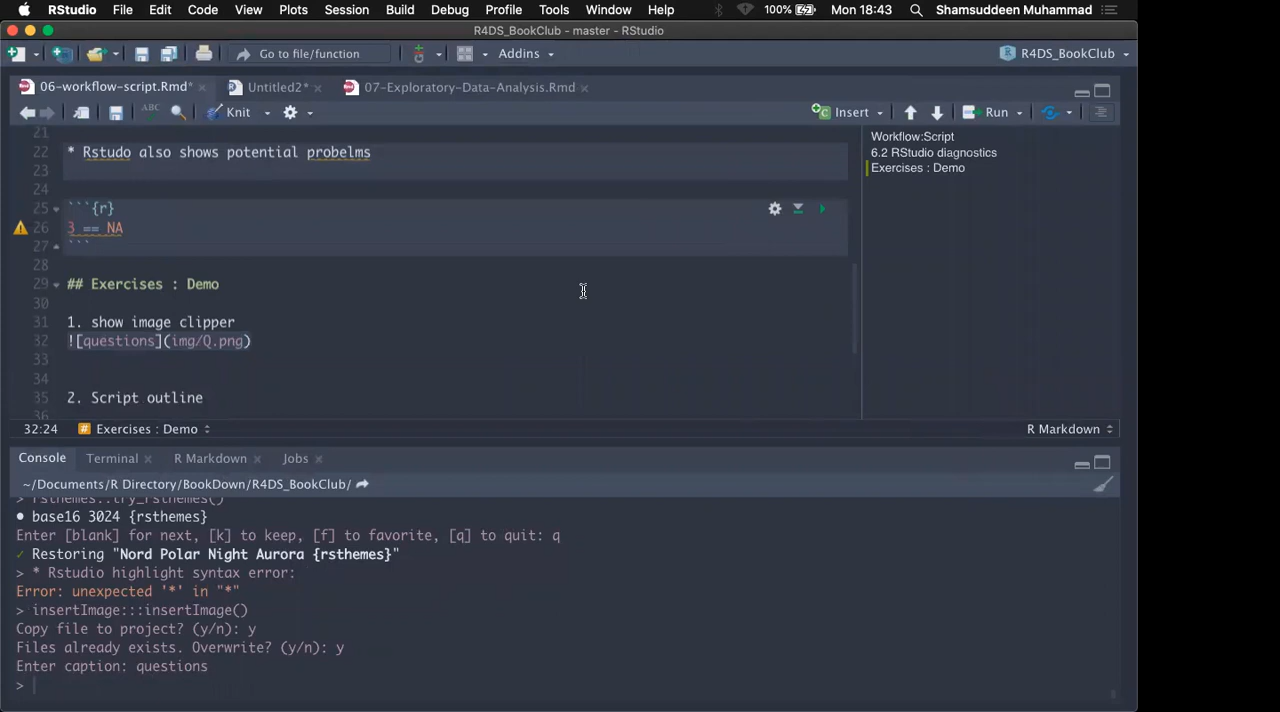 RStudio File Edit Code View Plots Session Build Debug Profile Tools Window Help 100% Mon 18:43 Shamsuddeen Muhammad
R4DS_BookClub - master - RStudio
Go to file/function Addins R4DS_BookClub
06-workflow-script.Rmd* Untitled2* 07-Exploratory-Data-Analysis.Rmd
ABC Knit Insert Run
21
22 * Rstudo also shows potential probelms
23
24
25 ```{r}
26 3 == NA
27 ```
28
29 ## Exercises : Demo
30
31 1. show image clipper
32 ![questions](img/Q.png)
33
34
35 2. Script outline
36
Workflow:Script
6.2 RStudio diagnostics
Exercises : Demo
32:24 # Exercises : Demo R Markdown
Console Terminal R Markdown Jobs
~/Documents/R Directory/BookDown/R4DS_BookClub/
> rsthemes::try_rsthemes()
• base16 3024 {rsthemes}
Enter [blank] for next, [k] to keep, [f] to favorite, [q] to quit: q
✓ Restoring "Nord Polar Night Aurora {rsthemes}"
> * Rstudio highlight syntax error:
Error: unexpected '*' in "*"
> insertImage:::insertImage()
Copy file to project? (y/n): y
Files already exists. Overwrite? (y/n): y
Enter caption: questions
>